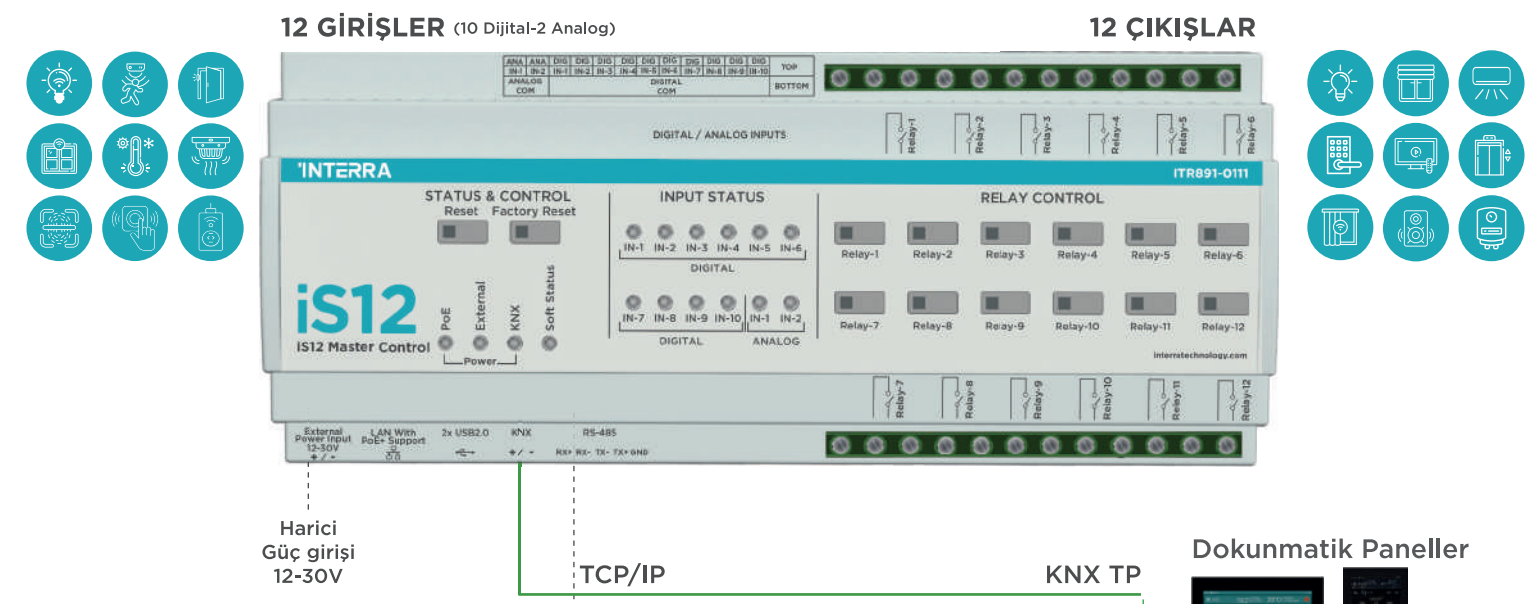 12 GİRİŞLER (10 Dijital-2 Analog)
12 ÇIKIŞLAR
ANA ANA DIG DIG DIG DIG DIG DIG DIG DIG DIG DIG TOP
IN-1 IN-2 IN-1 IN-2 IN-3 IN-4 IN-5 IN-6 IN-7 IN-8 IN-9 IN-10
ANALOG COM DIGITAL COM BOTTOM
DIGITAL / ANALOG INPUTS
Relay-1 Relay-2 Relay-3 Relay-4 Relay-5 Relay-6
INTERRA
ITR891-0111
STATUS & CONTROL
Reset Factory Reset
INPUT STATUS
IN-1 IN-2 IN-3 IN-4 IN-5 IN-6
DIGITAL
IN-7 IN-8 IN-9 IN-10 IN-1 IN-2
DIGITAL ANALOG
RELAY CONTROL
Relay-1 Relay-2 Relay-3 Relay-4 Relay-5 Relay-6
Relay-7 Relay-8 Relay-9 Relay-10 Relay-11 Relay-12
iS12
iS12 Master Control
PoE External KNX Soft Status
Power
interratechnology.com
Relay-7 Relay-8 Relay-9 Relay-10 Relay-11 Relay-12
External
Power Input
12-30V
+ / -
LAN With
PoE+ Support
2x USB2.0
KNX
+ / -
RS-485
RX+ RX- TX- TX+ GND
Harici
Güç girişi
12-30V
TCP/IP
KNX TP
Dokunmatik Paneller